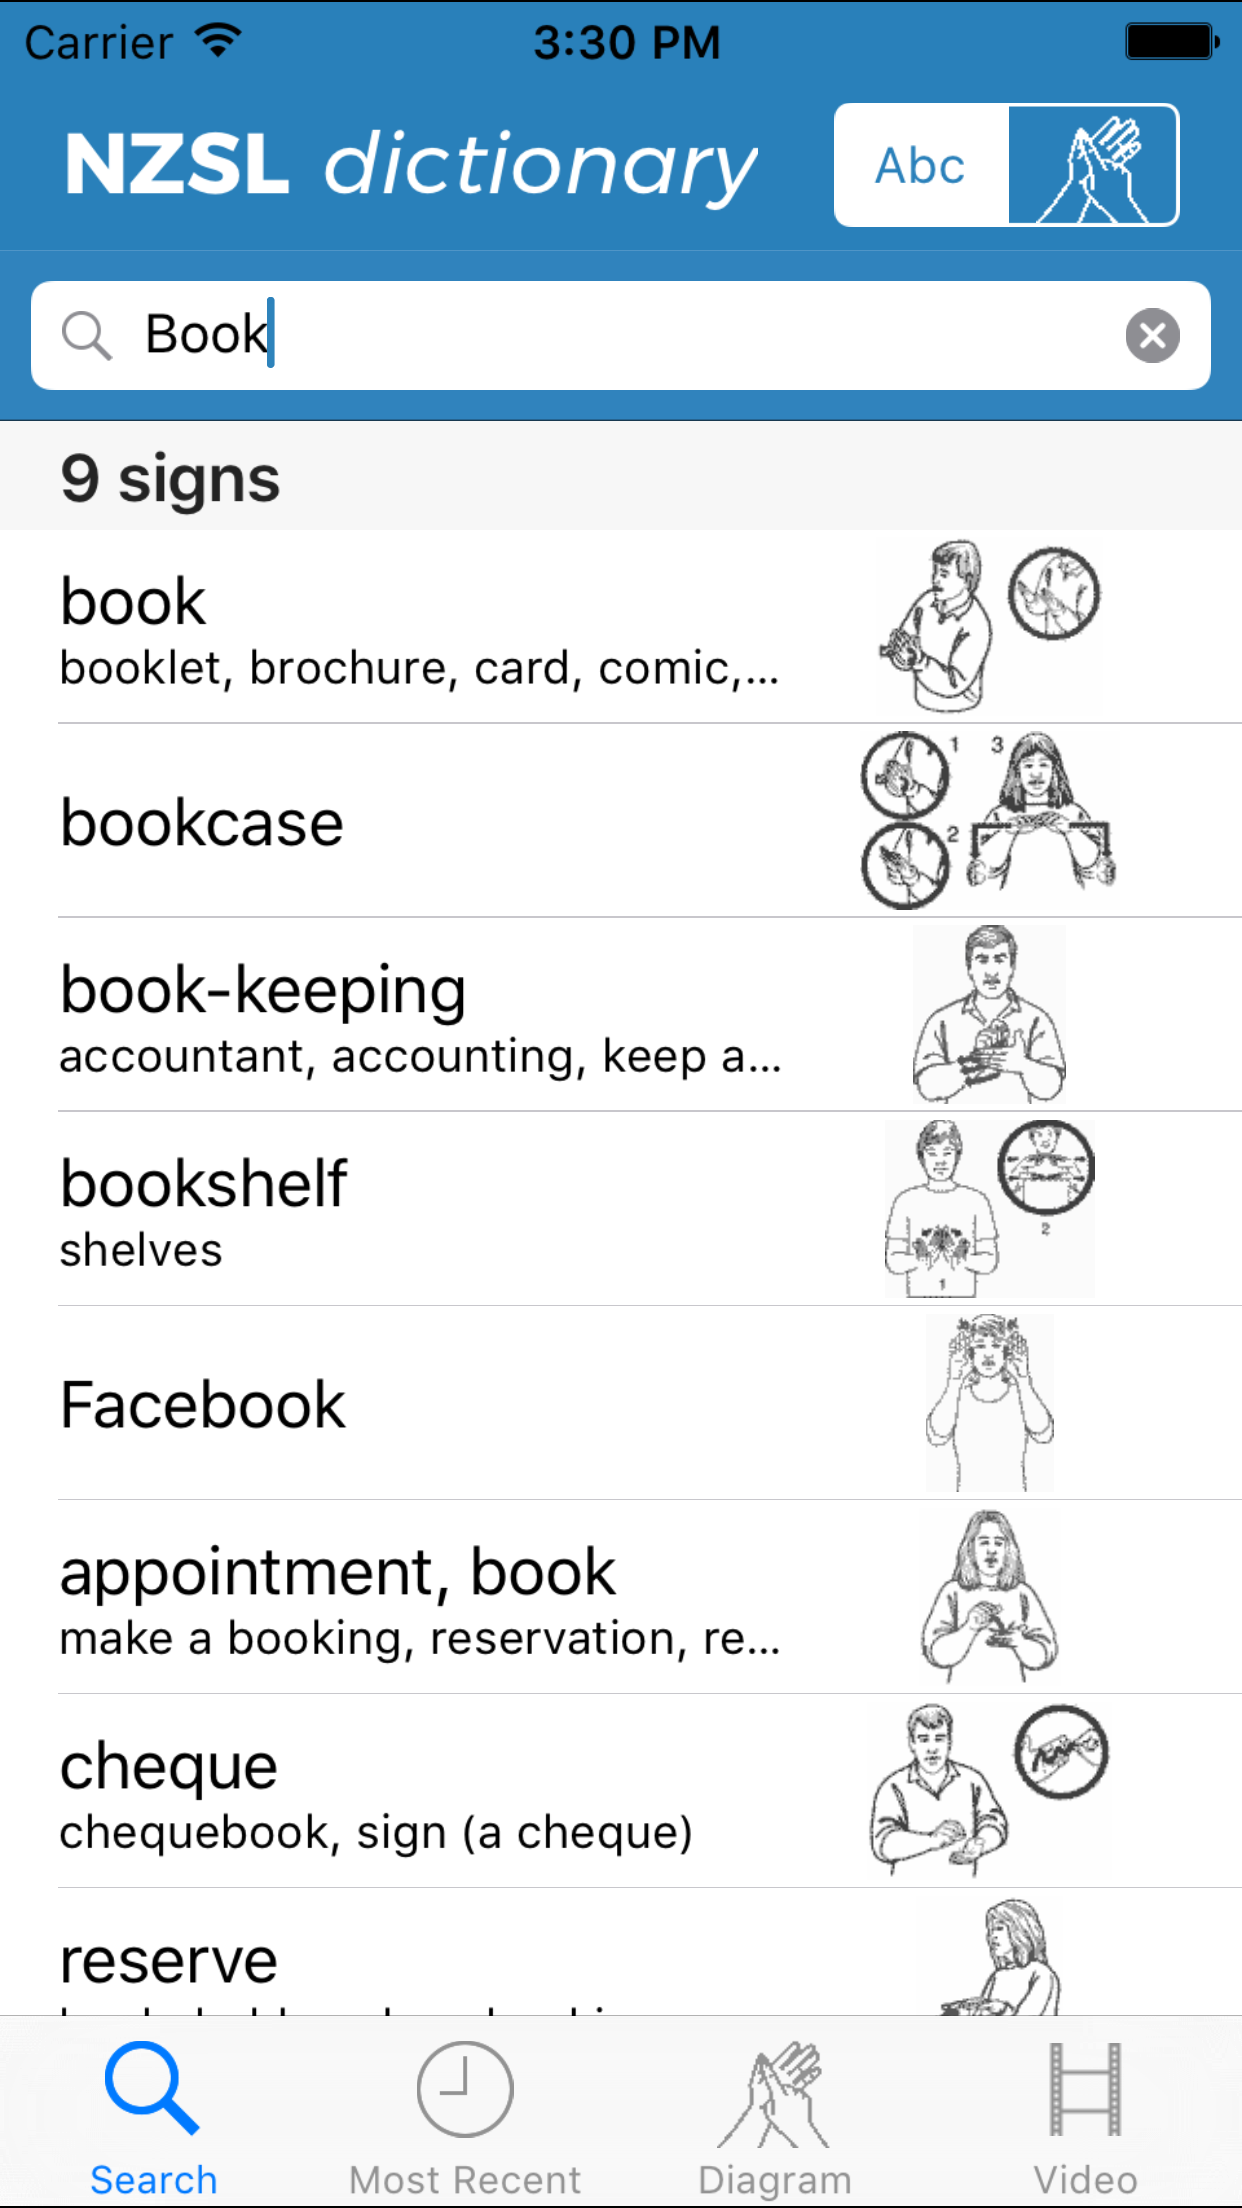 Carrier 3:30 PM
NZSL dictionary Abc
Book
9 signs
book
booklet, brochure, card, comic,...
bookcase
1 3
2
book-keeping
accountant, accounting, keep a...
bookshelf
shelves
2
1
Facebook
appointment, book
make a booking, reservation, re...
cheque
chequebook, sign (a cheque)
reserve
Search Most Recent Diagram Video